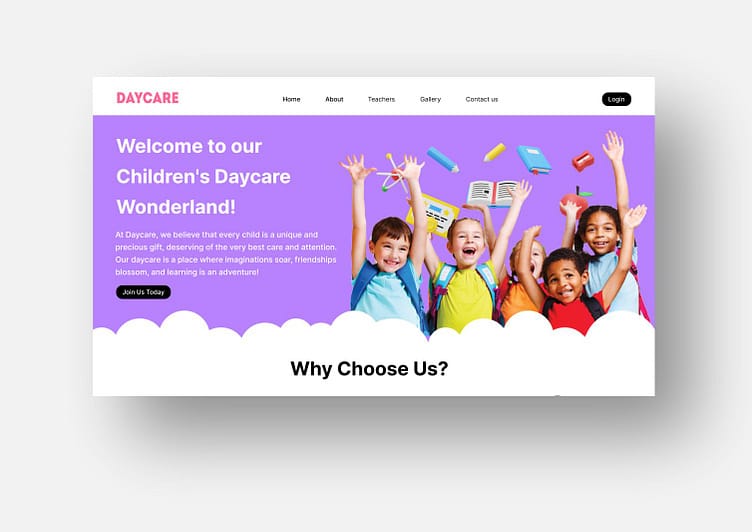 DAYCARE
Home About Teachers Gallery Contact us Login
Welcome to our
Children's Daycare
Wonderland!
At Daycare, we believe that every child is a unique and
precious gift, deserving of the very best care and attention.
Our daycare is a place where imaginations soar, friendships
blossom, and learning is an adventure!
Join Us Today
Why Choose Us?